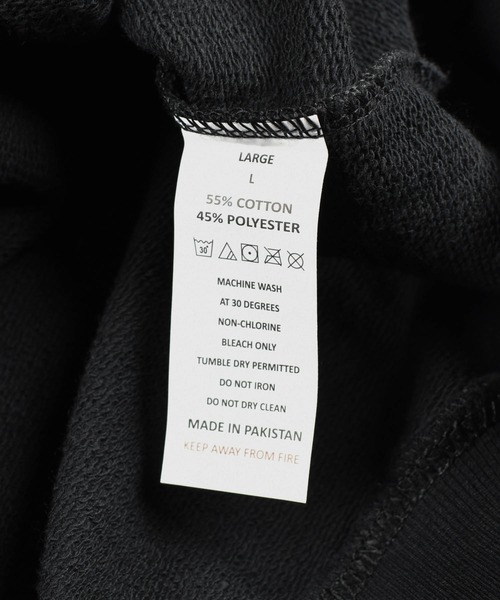 LARGE
L
55% COTTON
45% POLYESTER
30°
MACHINE WASH
AT 30 DEGREES
NON-CHLORINE
BLEACH ONLY
TUMBLE DRY PERMITTED
DO NOT IRON
DO NOT DRY CLEAN
MADE IN PAKISTAN
KEEP AWAY FROM FIRE